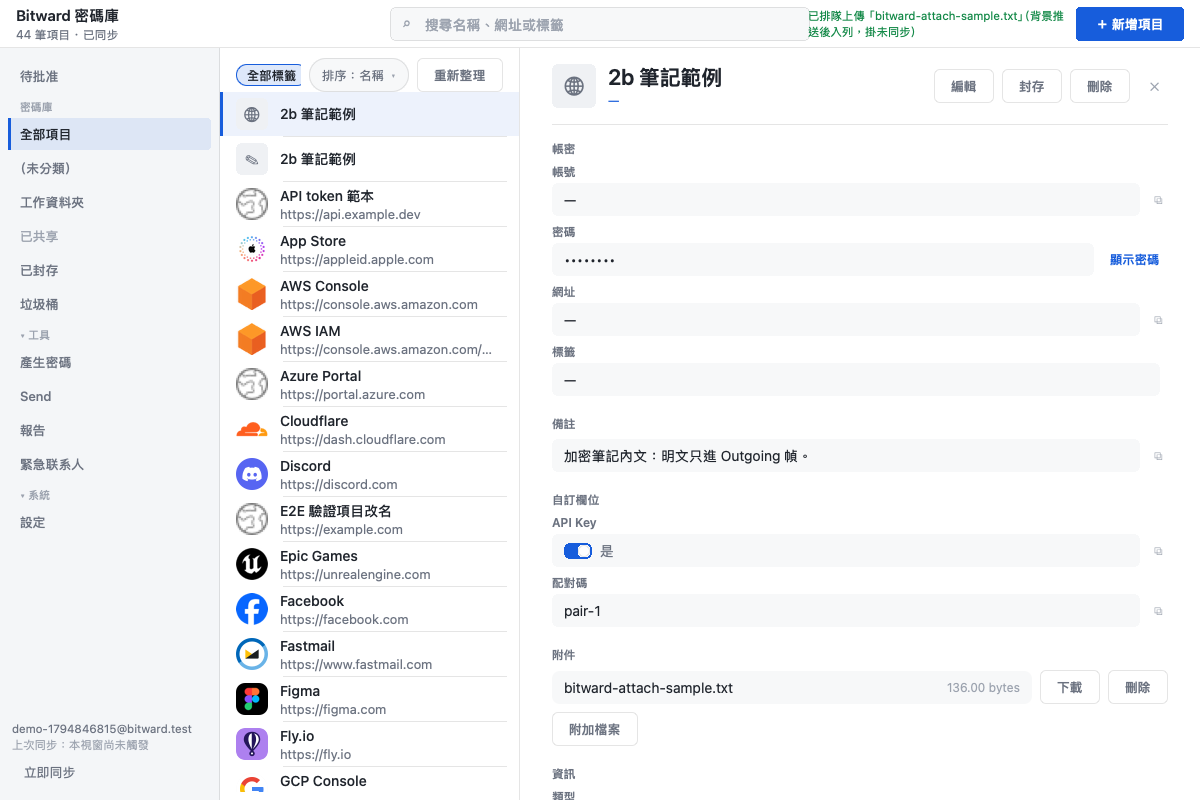 Bitward 密碼庫
44 筆項目 · 已同步
搜尋名稱、網址或標籤
已排隊上傳「bitward-attach-sample.txt」(背景推
送後入列，掛未同步)
+ 新增項目
待批准
密碼庫
全部項目
(未分類)
工作資料夾
已共享
已封存
垃圾桶
工具
產生密碼
Send
報告
緊急联系人
系統
設定
demo-1794846815@bitward.test
上次同步：本視窗尚未觸發
立即同步
全部標籤
排序：名稱
重新整理
2b 筆記範例
2b 筆記範例
API token 範本
https://api.example.dev
App Store
https://appleid.apple.com
AWS Console
https://console.aws.amazon.com
AWS IAM
https://console.aws.amazon.com/...
Azure Portal
https://portal.azure.com
Cloudflare
https://dash.cloudflare.com
Discord
https://discord.com
E2E 驗證項目改名
https://example.com
Epic Games
https://unrealengine.com
Facebook
https://facebook.com
Fastmail
https://www.fastmail.com
Figma
https://figma.com
Fly.io
https://fly.io
GCP Console
2b 筆記範例
—
編輯
封存
刪除
帳密
帳號
—
密碼
••••••••
顯示密碼
網址
—
標籤
—
備註
加密筆記內文：明文只進 Outgoing 幀。
自訂欄位
API Key
是
配對碼
pair-1
附件
bitward-attach-sample.txt
136.00 bytes
下載
刪除
附加檔案
資訊
類型